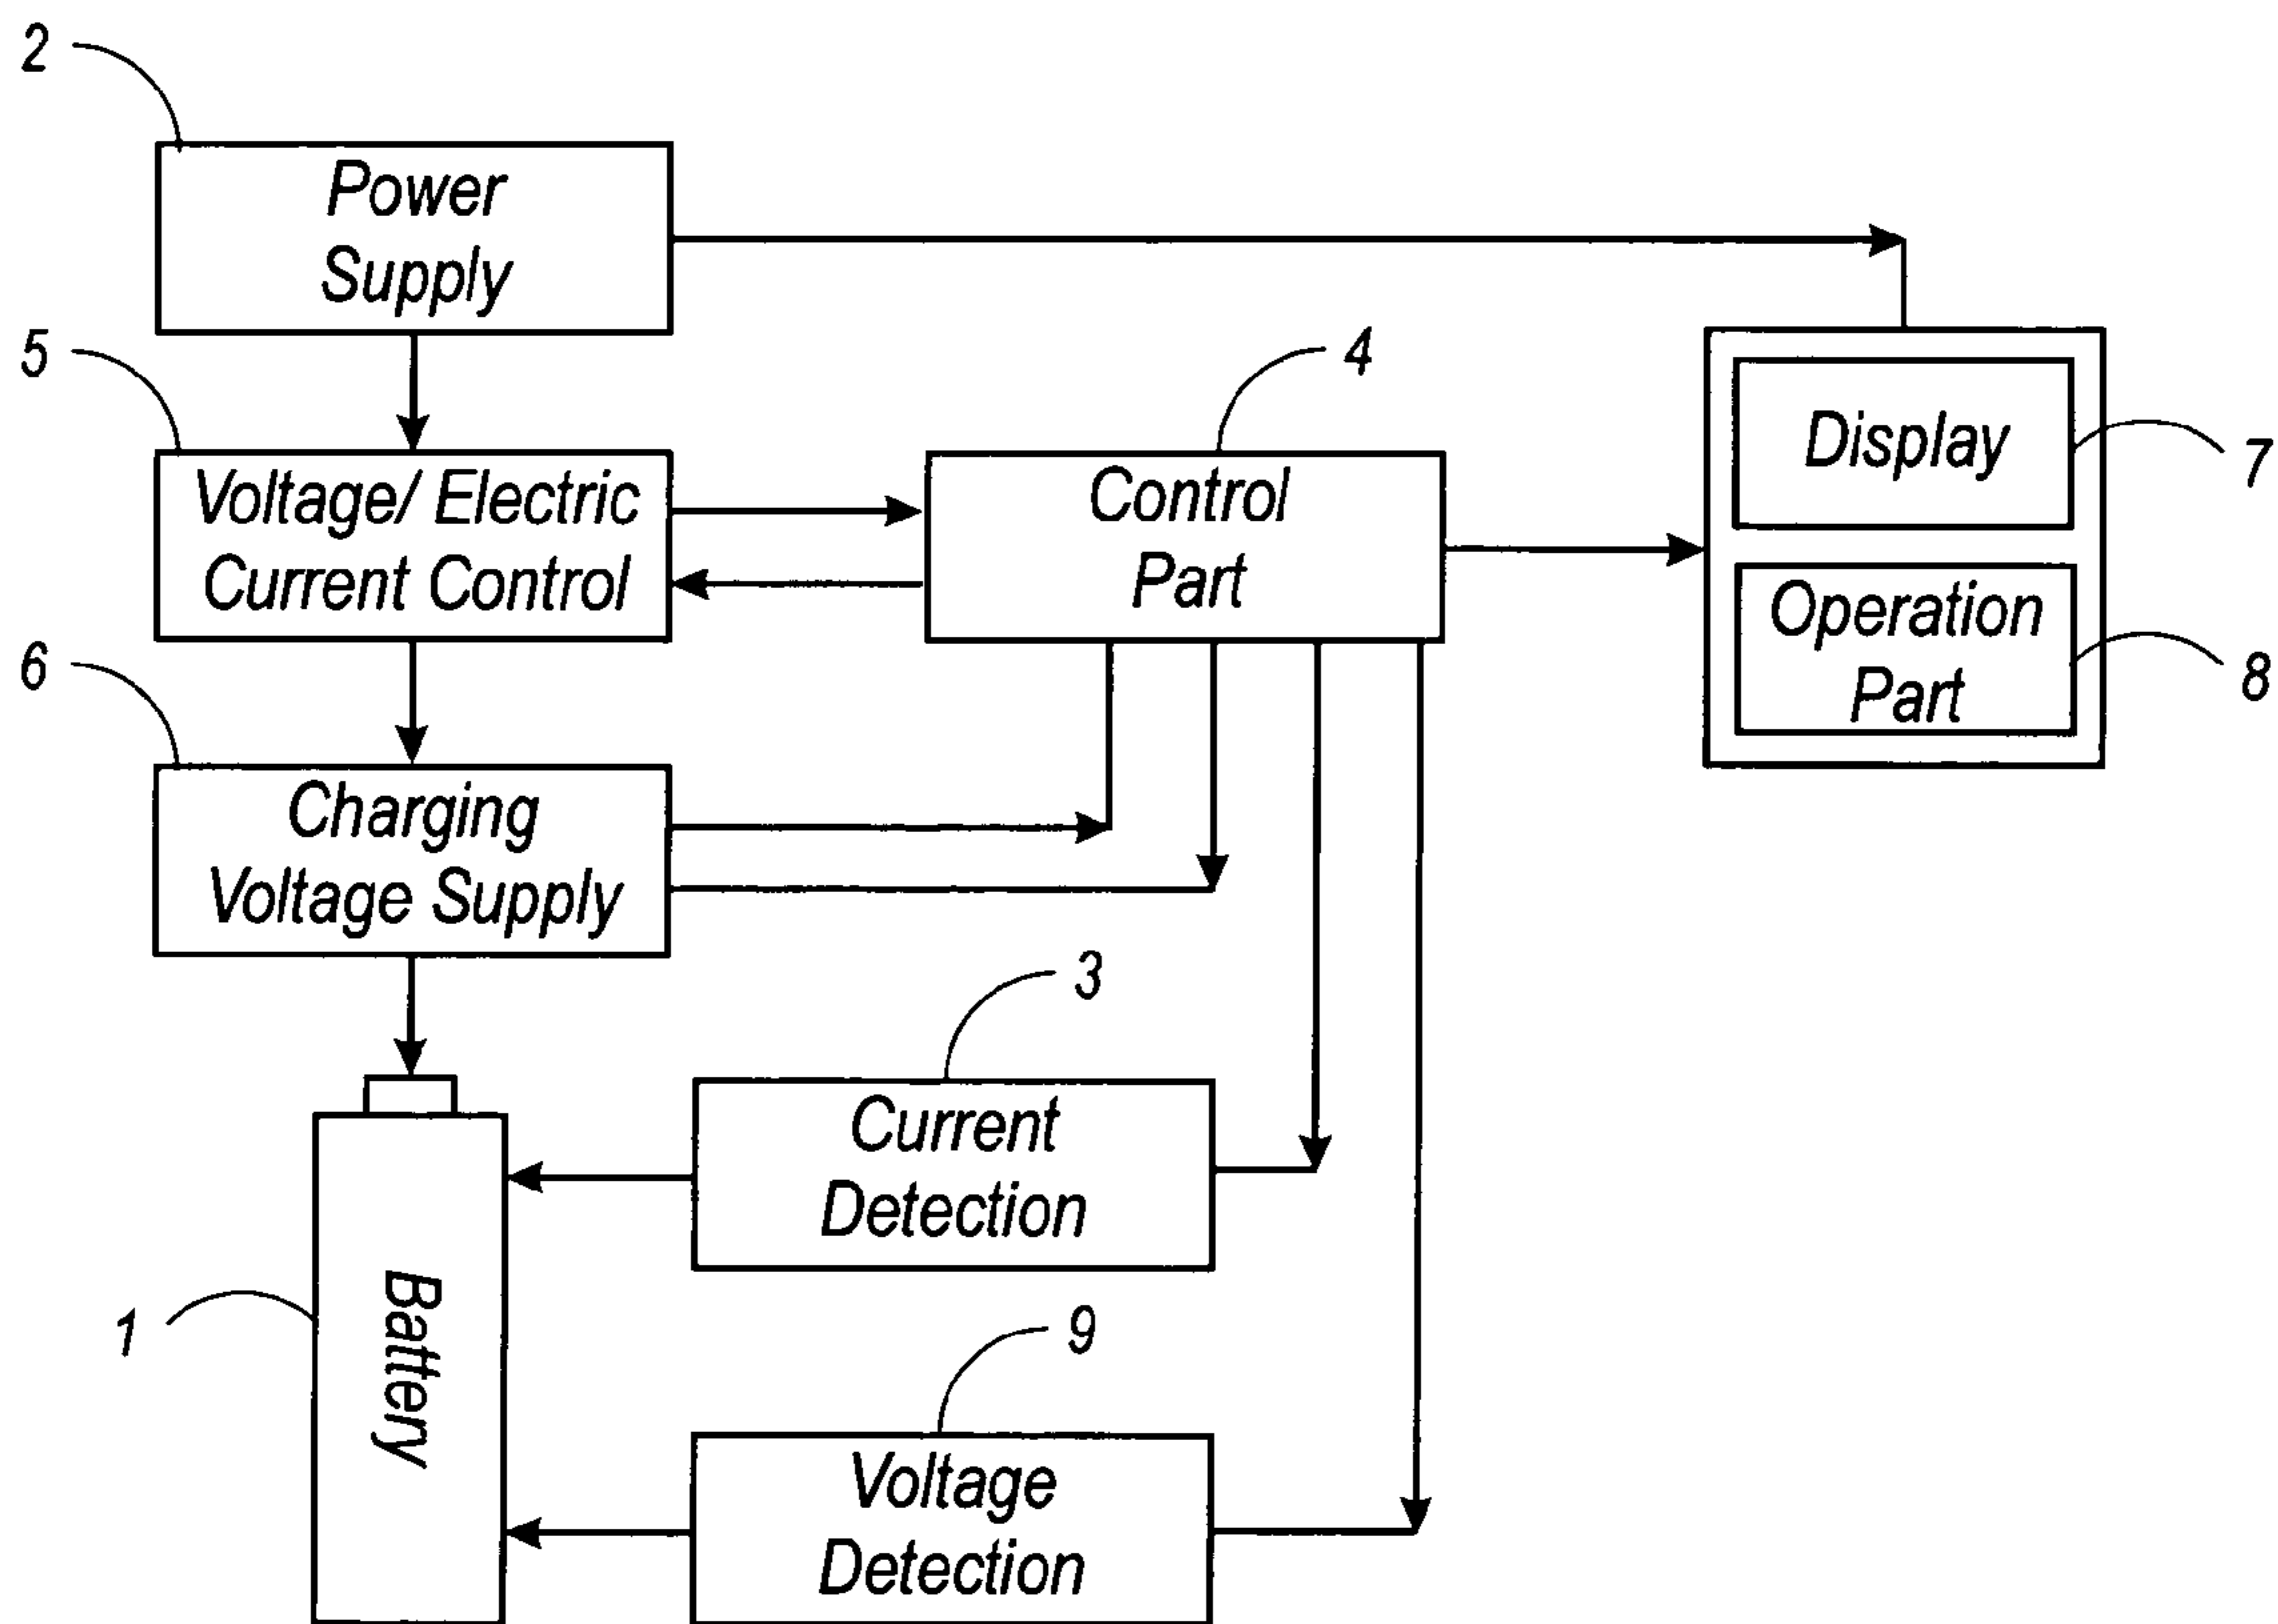 2
Power
Supply
5
Voltage/ Electric
Current Control
4
Control
Part
Display
7
Operation
Part
8
6
Charging
Voltage Supply
3
Current
Detection
1
Battery
9
Voltage
Detection